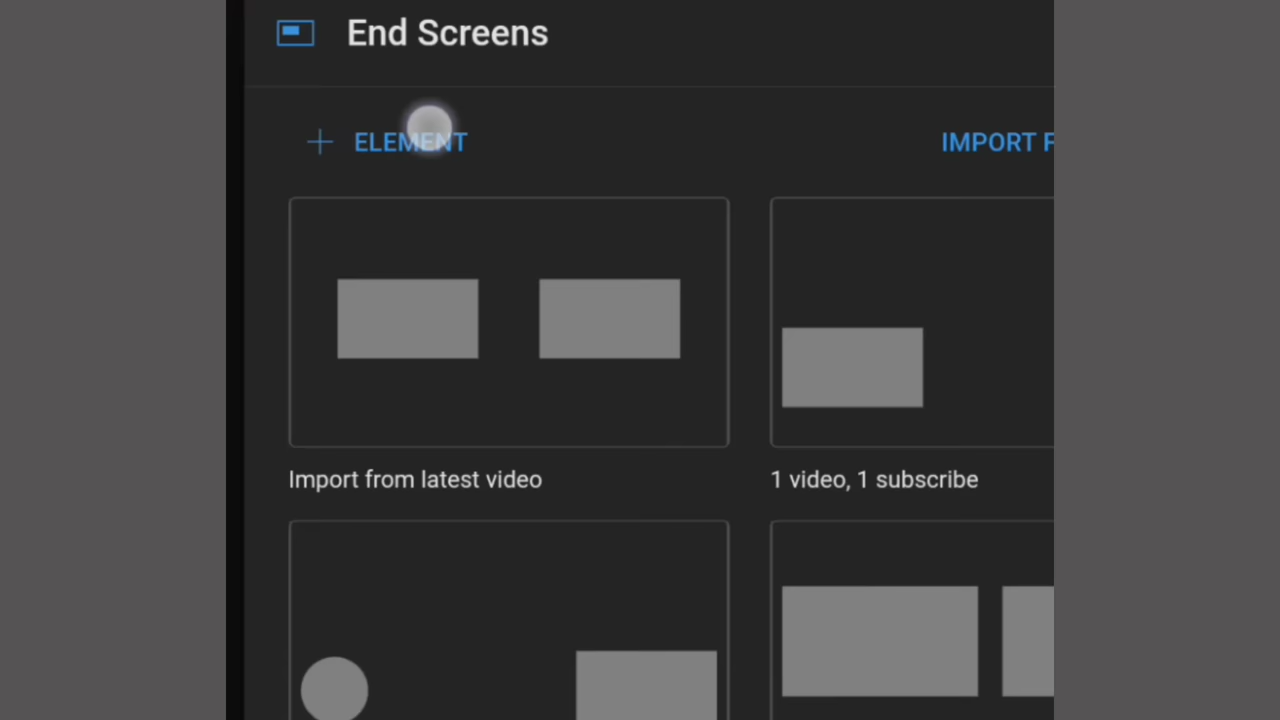 End Screens
ELEMENT
IMPORT F
Import from latest video
1 video, 1 subscribe